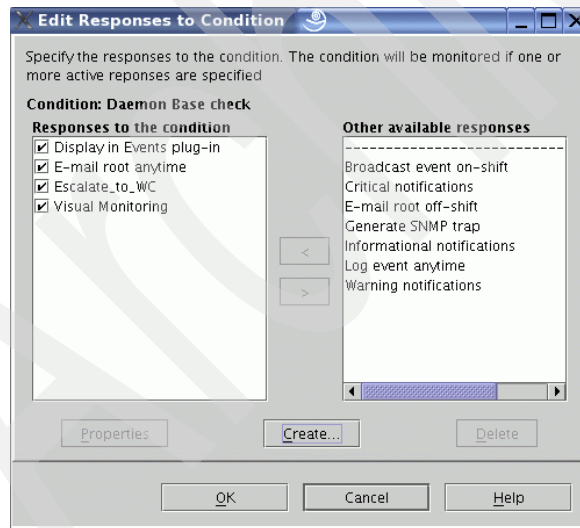 Edit Responses to Condition
Specify the responses to the condition. The condition will be monitored if one or
more active reponses are specified
Condition: Daemon Base check
Responses to the condition
Display in Events plug-in
E-mail root anytime
Escalate_to_WC
Visual Monitoring
<
>
Other available responses
----------------------------
Broadcast event on-shift
Critical notifications
E-mail root off-shift
Generate SNMP trap
Informational notifications
Log event anytime
Warning notifications
Properties
Create...
Delete
OK
Cancel
Help